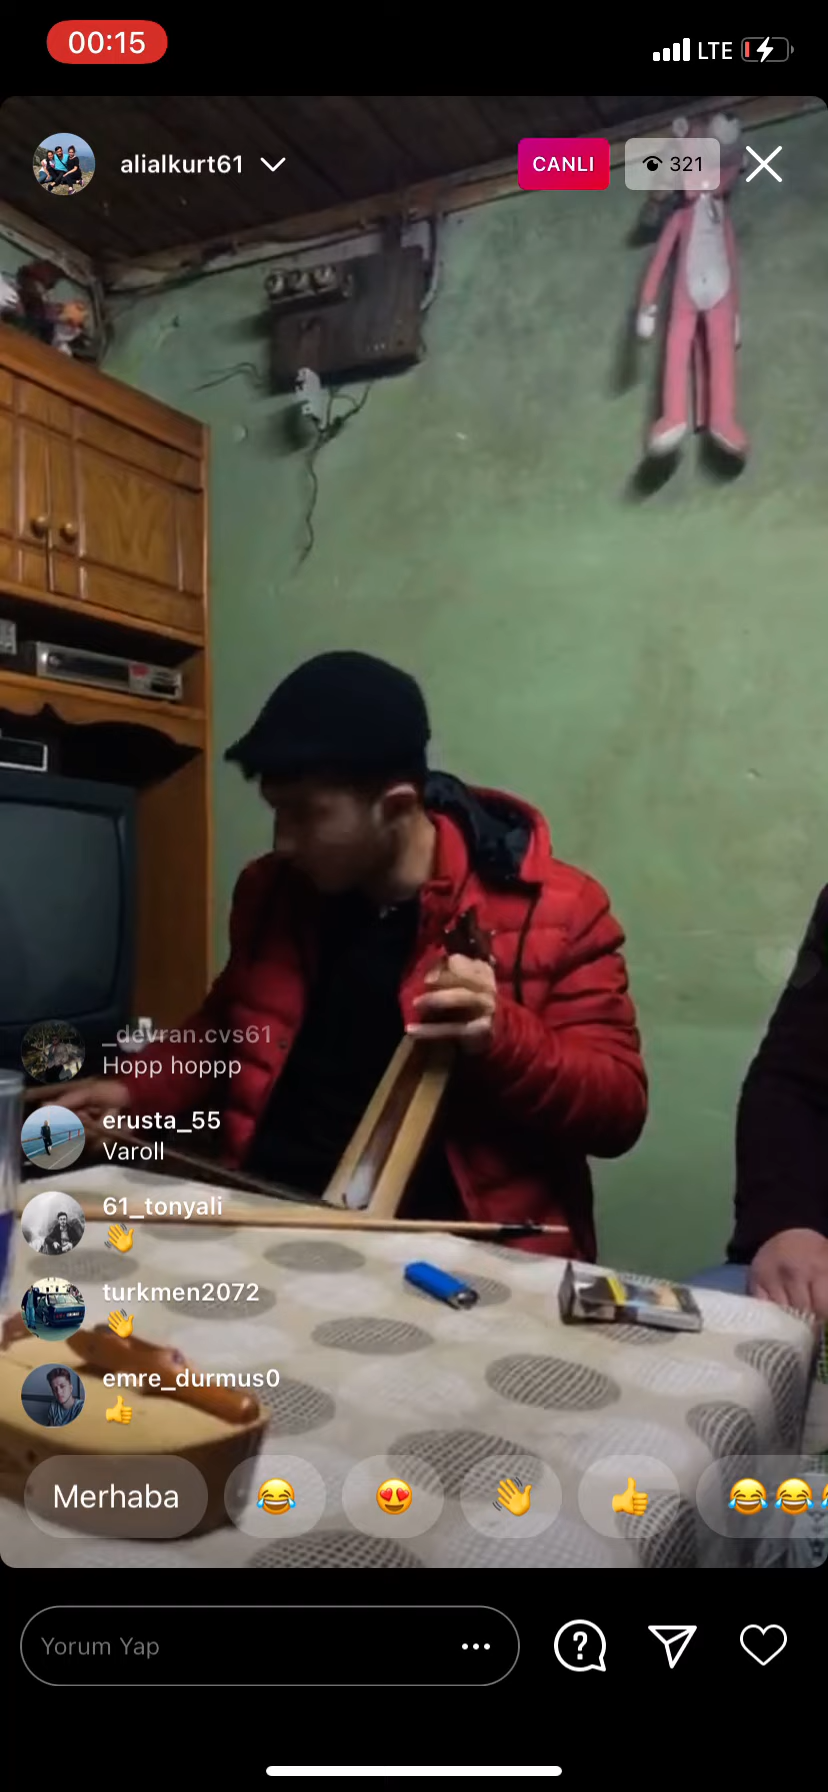 00:15
LTE
alialkurt61
CANLI
321
_devran.cvs61
Hopp hoppp
erusta_55
Varoll
61_tonyali
👋
turkmen2072
👋
emre_durmus0
👍
Merhaba 😂 😍 👋 👍 😂😂
Yorum Yap